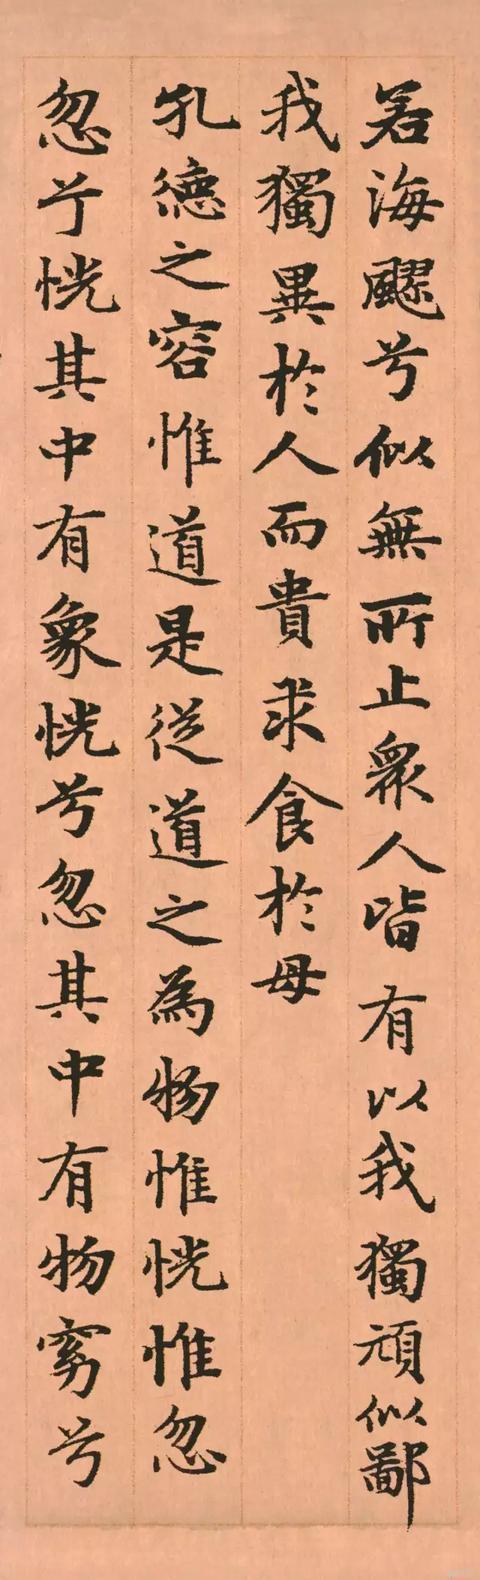 若海飂兮似無所止衆人皆有以我獨頑似鄙
我獨異於人而貴求食於母
孔德之容惟道是從道之為物惟恍惟忽
忽兮恍其中有象恍兮忽其中有物窈兮